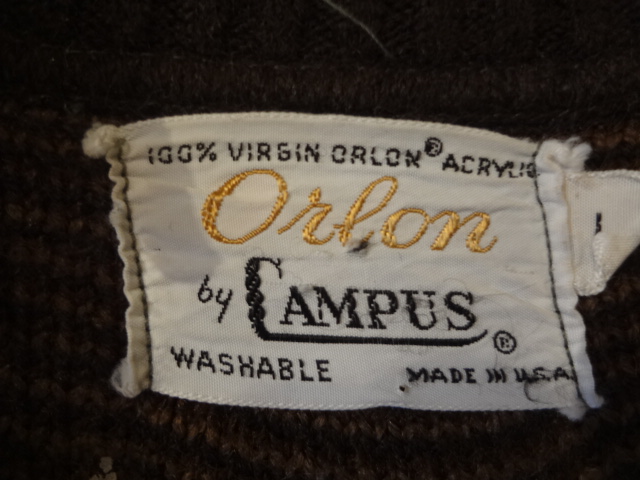 100% VIRGIN ORLON® ACRYLIC
Orlon
by CAMPUS®
WASHABLE MADE IN U.S.A.